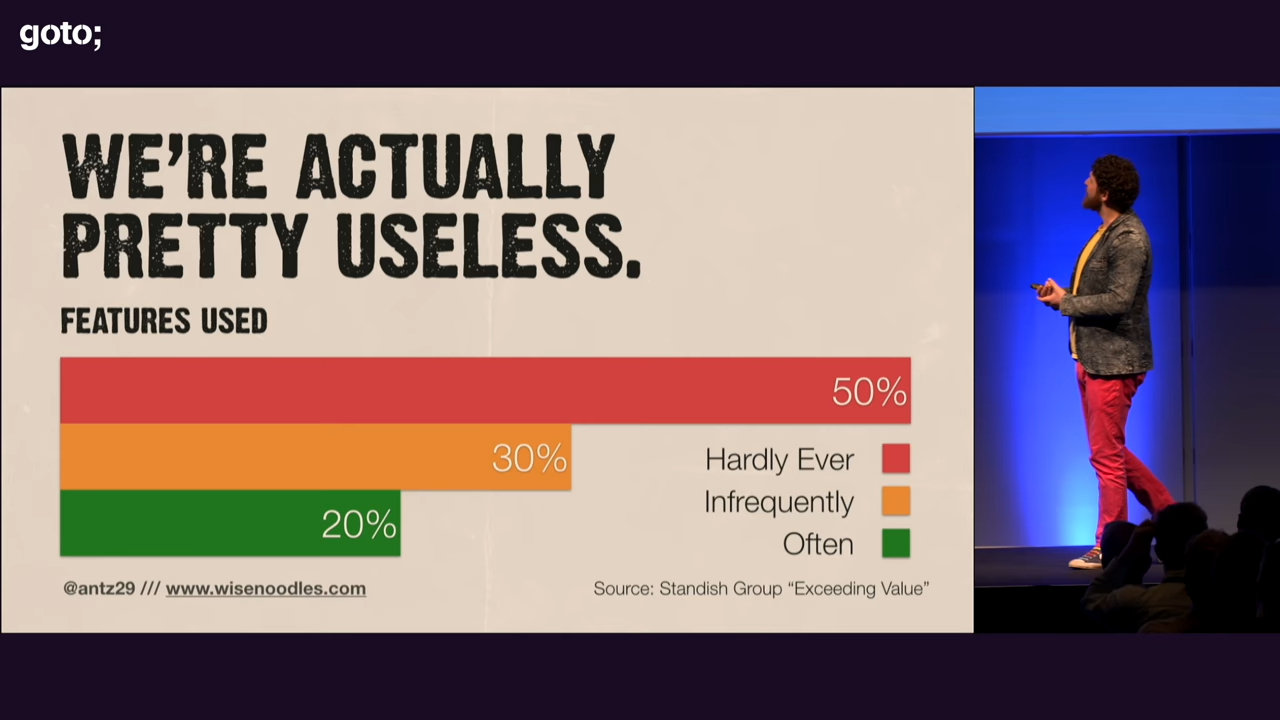 goto;
WE'RE ACTUALLY
PRETTY USELESS.
FEATURES USED
50%
30%
20%
Hardly Ever
Infrequently
Often
@antz29 /// www.wisenoodles.com
Source: Standish Group “Exceeding Value”